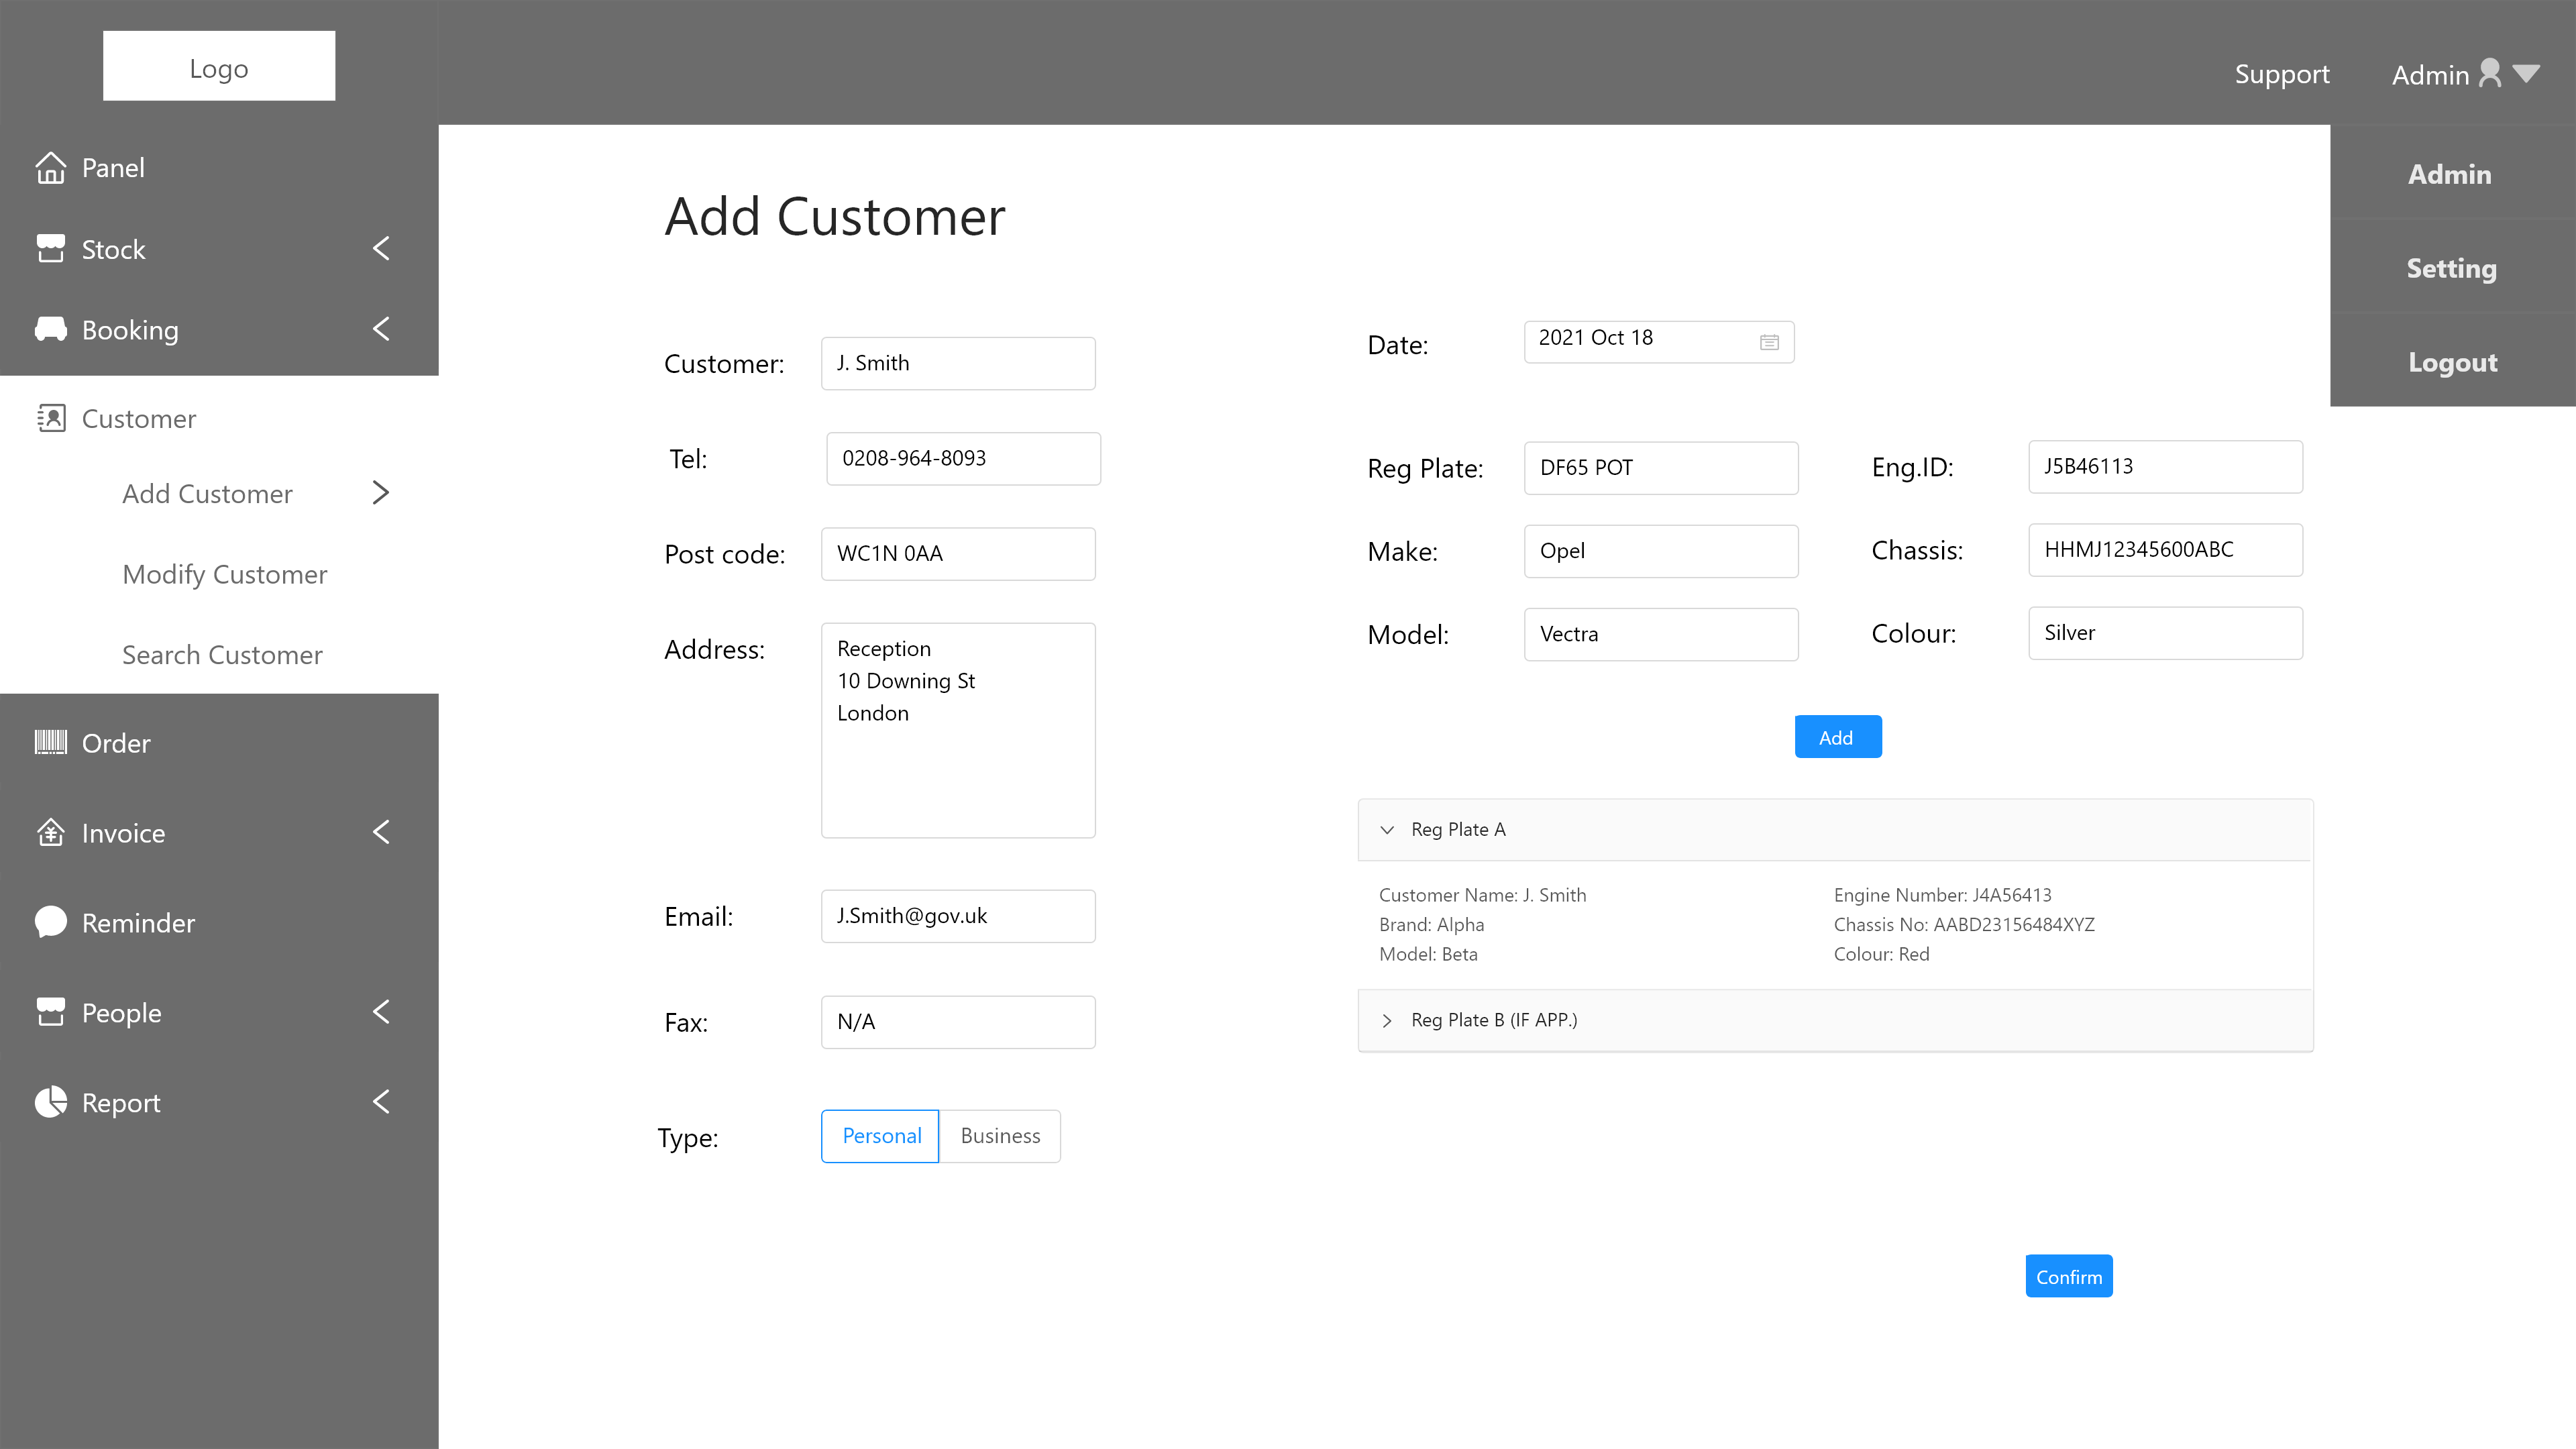 Logo
Support
Admin
Panel
Stock
Booking
Customer
Add Customer
Modify Customer
Search Customer
Order
Invoice
Reminder
People
Report
Admin
Setting
Logout
Add Customer
Customer: J. Smith
Tel: 0208-964-8093
Post code: WC1N 0AA
Address: Reception
10 Downing St
London
Email: J.Smith@gov.uk
Fax: N/A
Type: Personal Business
Date: 2021 Oct 18
Reg Plate: DF65 POT Eng.ID: J5B46113
Make: Opel Chassis: HHMJ12345600ABC
Model: Vectra Colour: Silver
Add
Reg Plate A
Customer Name: J. Smith Engine Number: J4A56413
Brand: Alpha Chassis No: AABD23156484XYZ
Model: Beta Colour: Red
Reg Plate B (IF APP.)
Confirm